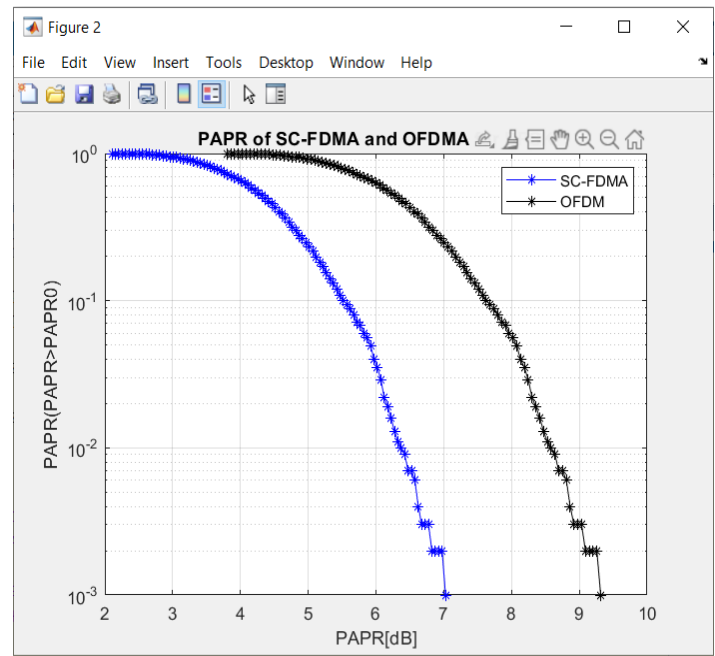 Figure 2
File Edit View Insert Tools Desktop Window Help
PAPR of SC-FDMA and OFDMA
SC-FDMA
OFDM
PAPR(PAPR>PAPR0)
10^0
10^-1
10^-2
10^-3
2 3 4 5 6 7 8 9 10
PAPR[dB]